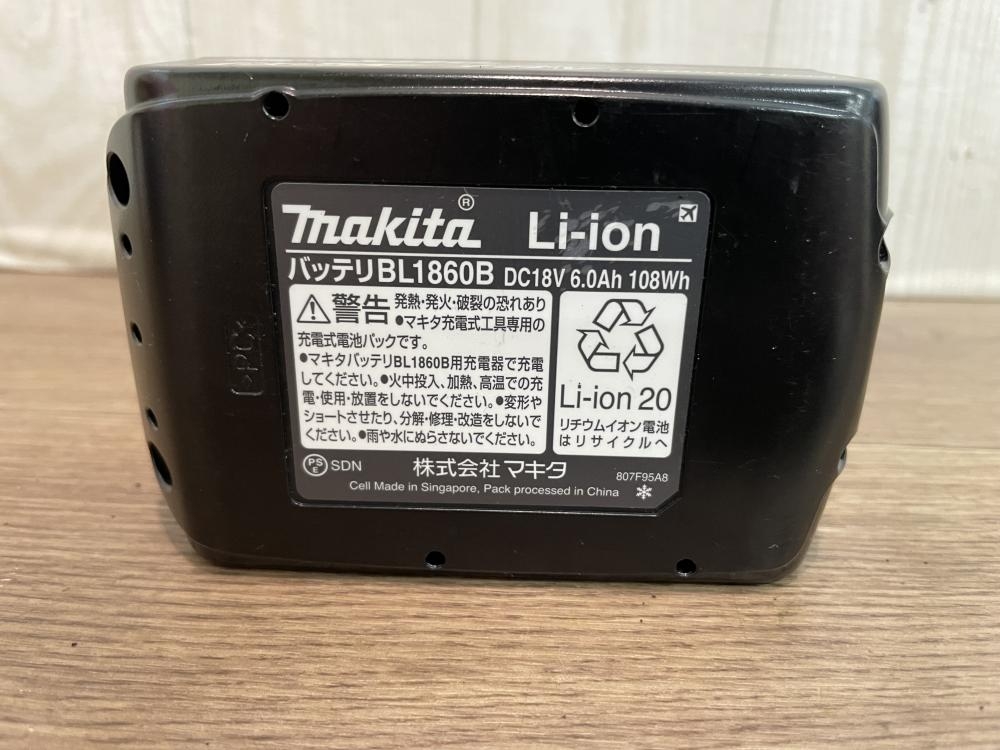 makita® Li-ion
バッテリBL1860B DC18V 6.0Ah 108Wh
警告 発熱・発火・破裂の恐れあり
●マキタ充電式工具専用の
充電式電池パックです。
●マキタバッテリBL1860B用充電器で充電
してください。●火中投入、加熱、高温での充
電・使用・放置をしないでください。●変形や
ショートさせたり、分解・修理・改造をしないで
ください。●雨や水にぬらさないでください。
Li-ion 20
リチウムイオン電池
はリサイクルへ
PSE SDN 株式会社マキタ 807F95A8
Cell Made in Singapore, Pack processed in China